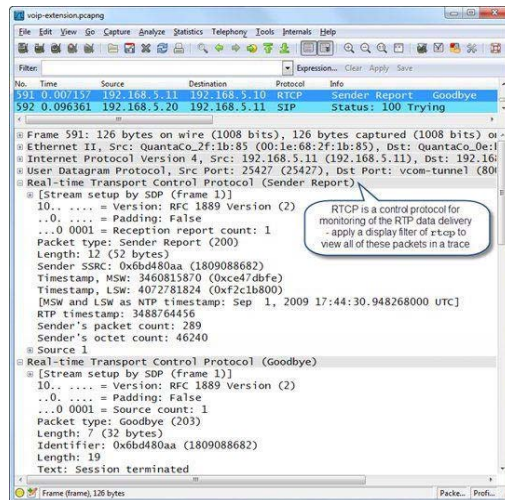 voip-extension.pcapng
File Edit View Go Capture Analyze Statistics Telephony Tools Internals Help
Filter: Expression... Clear Apply Save
No. Time Source Destination Protocol Info
591 0.007157 192.168.5.11 192.168.5.10 RTCP Sender Report Goodbye
592 0.096361 192.168.5.20 192.168.5.11 SIP Status: 100 Trying
Frame 591: 126 bytes on wire (1008 bits), 126 bytes captured (1008 bits) o
Ethernet II, Src: QuantaCo_2f:1b:85 (00:1e:68:2f:1b:85), Dst: QuantaCo_0e:
Internet Protocol Version 4, Src: 192.168.5.11 (192.168.5.11), Dst: 192.16
User Datagram Protocol, Src Port: 25427 (25427), Dst Port: vcom-tunnel (80
Real-time Transport Control Protocol (Sender Report)
[Stream setup by SDP (frame 1)]
10.. .... = Version: RFC 1889 Version (2)
..0. .... = Padding: False
...0 0001 = Reception report count: 1
Packet type: Sender Report (200)
Length: 12 (52 bytes)
Sender SSRC: 0x6bd480aa (1809088682)
Timestamp, MSW: 3460815870 (0xce47dbfe)
Timestamp, LSW: 4072781824 (0xf2c1b800)
[MSW and LSW as NTP timestamp: Sep 1, 2009 17:44:30.948268000 UTC]
RTP timestamp: 3488764456
Sender's packet count: 289
Sender's octet count: 46240
Source 1
Real-time Transport Control Protocol (Goodbye)
[Stream setup by SDP (frame 1)]
10.. .... = Version: RFC 1889 Version (2)
..0. .... = Padding: False
...0 0001 = Source count: 1
Packet type: Goodbye (203)
Length: 7 (32 bytes)
Identifier: 0x6bd480aa (1809088682)
Length: 19
Text: Session terminated
RTCP is a control protocol for
monitoring of the RTP data delivery
- apply a display filter of rtcp to
view all of these packets in a trace
Frame (frame), 126 bytes Packe... Profi...